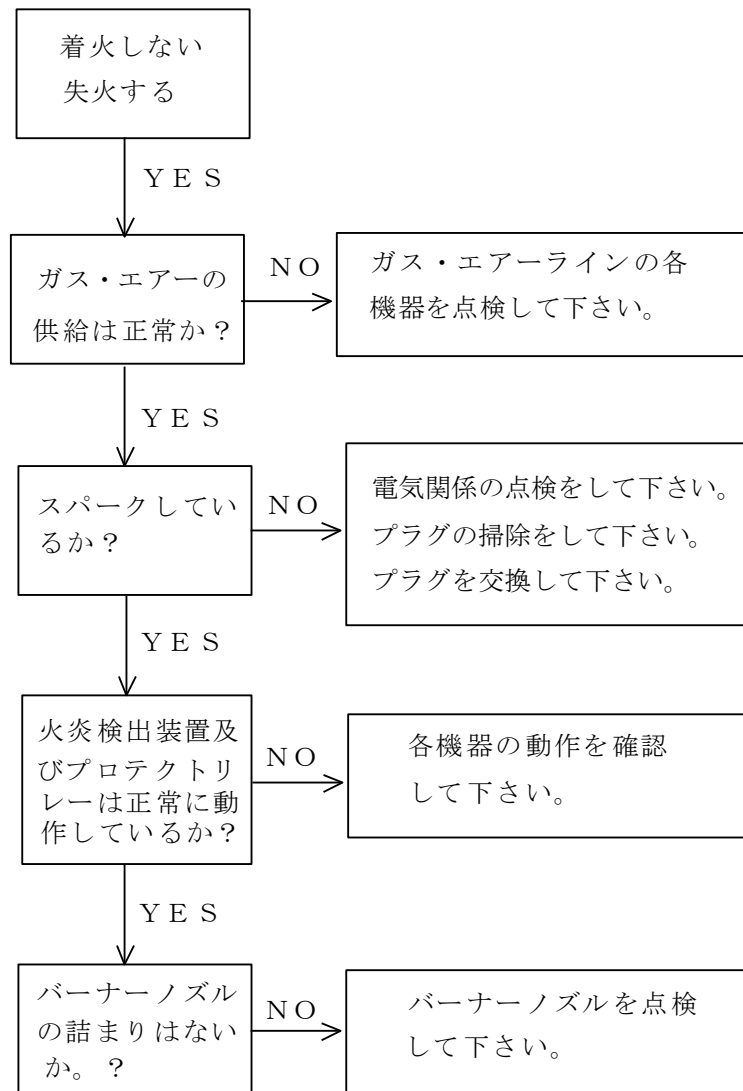 着火しない
失火する
ＹＥＳ
ガス・エアーの
供給は正常か？
ＮＯ
ガス・エアーラインの各
機器を点検して下さい。
ＹＥＳ
スパークしてい
るか？
ＮＯ
電気関係の点検をして下さい。
プラグの掃除をして下さい。
プラグを交換して下さい。
ＹＥＳ
火炎検出装置及
びプロテクトリ
レーは正常に動
作しているか？
ＮＯ
各機器の動作を確認
して下さい。
ＹＥＳ
バーナーノズル
の詰まりはない
か。？
ＮＯ
バーナーノズルを点検
して下さい。